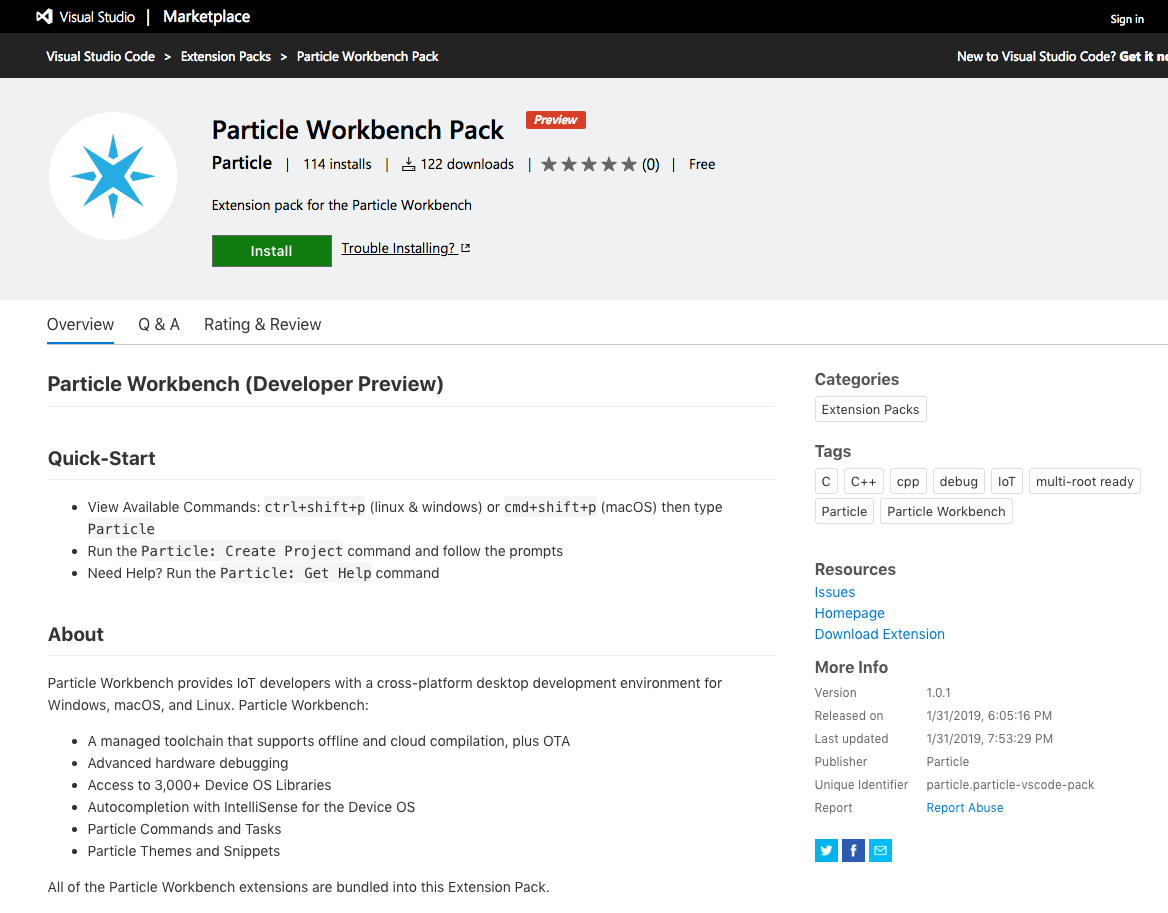 Visual Studio | Marketplace
Sign in
Visual Studio Code > Extension Packs > Particle Workbench Pack
New to Visual Studio Code? Get it
Particle Workbench Pack
Preview
Particle | 114 installs | 122 downloads | (0) | Free
Extension pack for the Particle Workbench
Install
Trouble Installing?
Overview
Q & A
Rating & Review
Particle Workbench (Developer Preview)
Quick-Start
• View Available Commands: ctrl+shift+p (linux & windows) or cmd+shift+p (macOS) then type
Particle
• Run the Particle: Create Project command and follow the prompts
• Need Help? Run the Particle: Get Help command
About
Particle Workbench provides IoT developers with a cross-platform desktop development environment for
Windows, macOS, and Linux. Particle Workbench:
• A managed toolchain that supports offline and cloud compilation, plus OTA
• Advanced hardware debugging
• Access to 3,000+ Device OS Libraries
• Autocompletion with IntelliSense for the Device OS
• Particle Commands and Tasks
• Particle Themes and Snippets
All of the Particle Workbench extensions are bundled into this Extension Pack.
Categories
Extension Packs
Tags
C C++ cpp debug IoT multi-root ready
Particle Particle Workbench
Resources
Issues
Homepage
Download Extension
More Info
Version 1.0.1
Released on 1/31/2019, 6:05:16 PM
Last updated 1/31/2019, 7:53:29 PM
Publisher Particle
Unique Identifier particle.particle-vscode-pack
Report Report Abuse